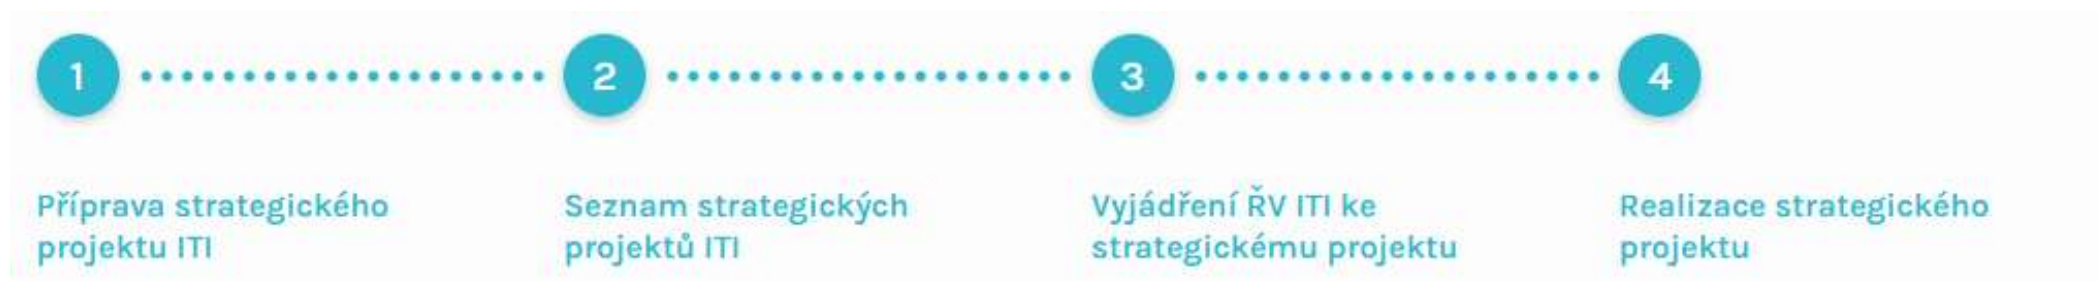 1
2
3
4
Příprava strategického
projektu ITI
Seznam strategických
projektů ITI
Vyjádření ŘV ITI ke
strategickému projektu
Realizace strategického
projektu